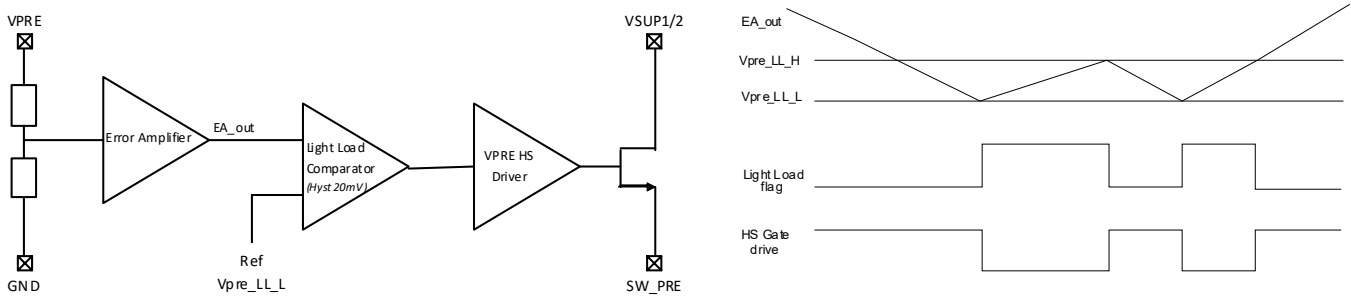 VPRE
GND
Error Amplifier
EA_out
Light Load
Comparator
(Hyst 20mV)
Ref
Vpre_LL_L
VPRE HS
Driver
VSUP1/2
SW_PRE
EA_out
Vpre_LL_H
Vpre_LL_L
Light Load
flag
HS Gate
drive